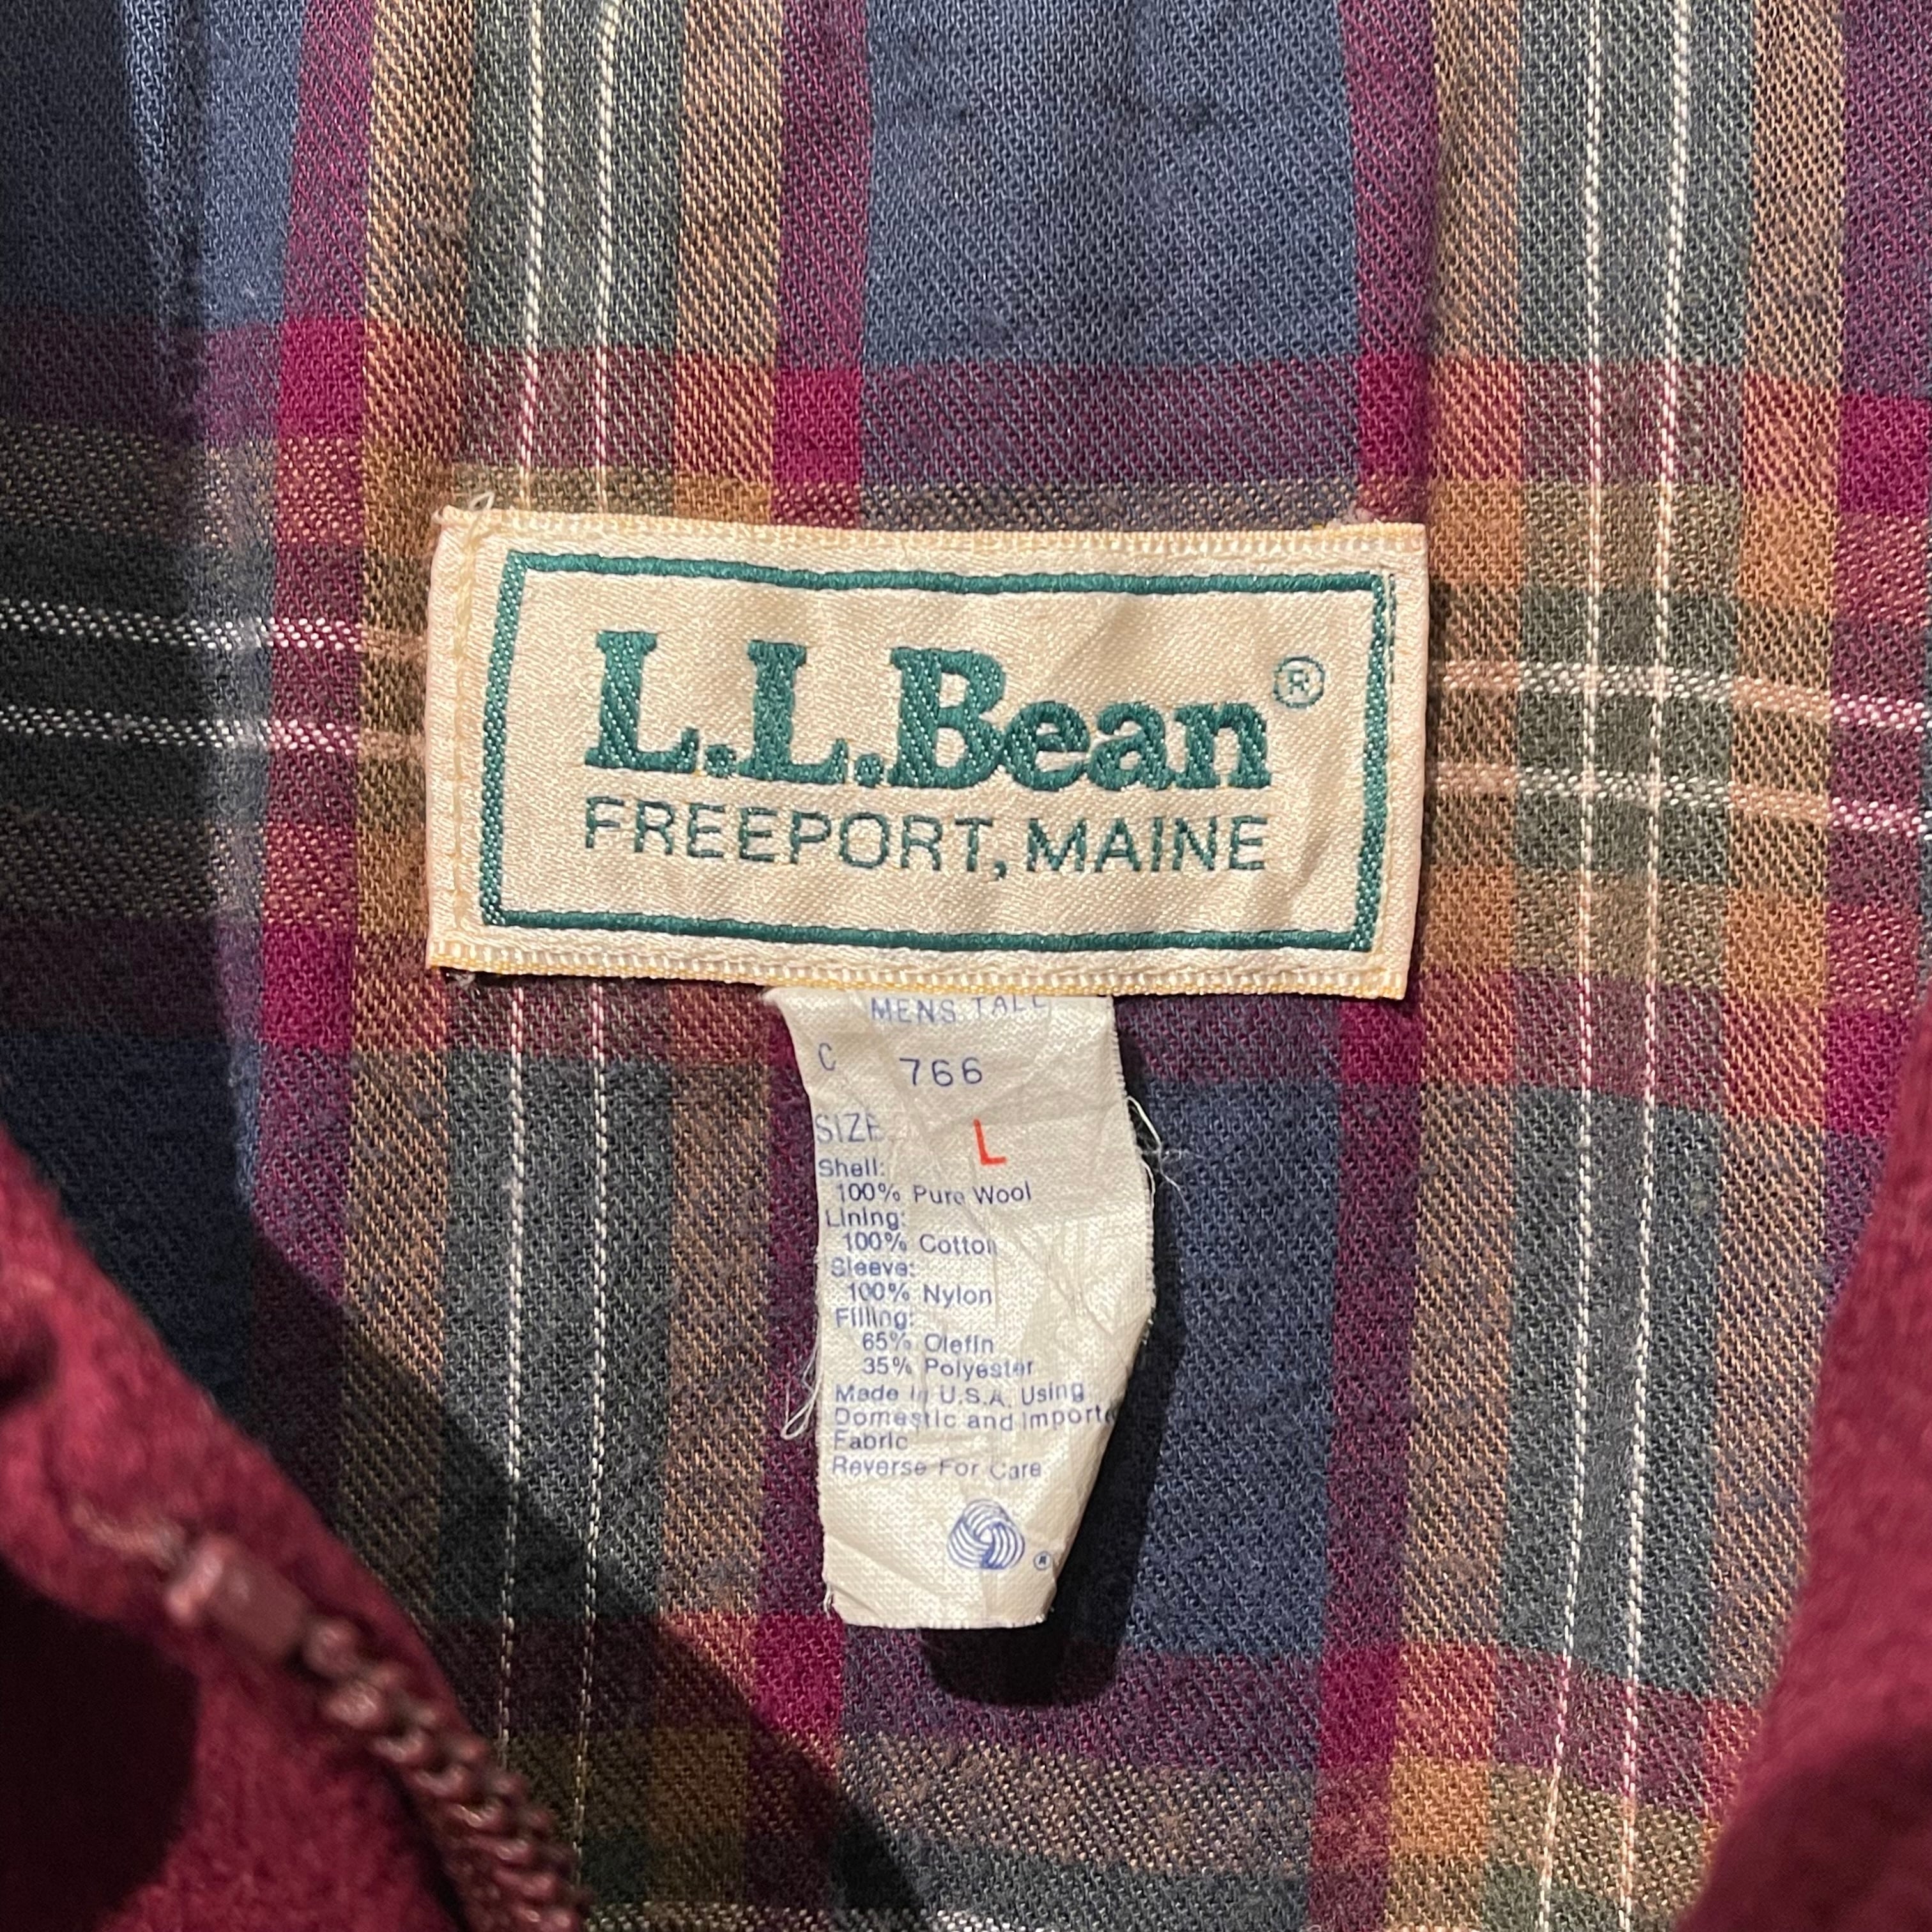 L.L.Bean®
FREEPORT, MAINE
MENS TALL
C 766
SIZE L
Shell:
100% Pure Wool
Lining:
100% Cotton
Sleeve:
100% Nylon
Filling:
65% Olefin
35% Polyester
Made in U.S.A. Using
Domestic and Importe
Fabric
Reverse For Care
®